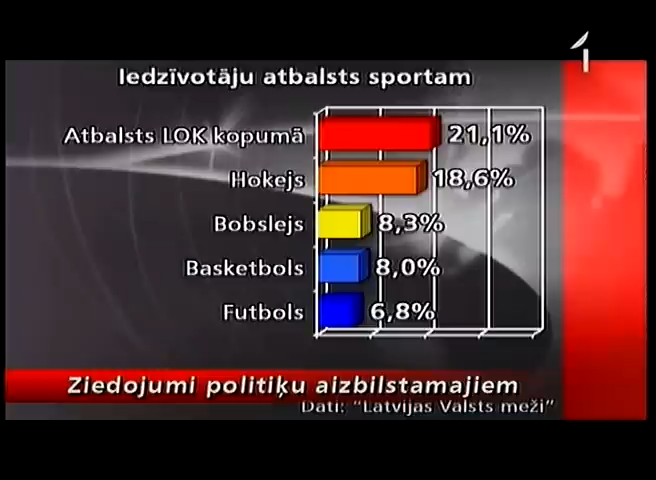 1
Iedzīvotāju atbalsts sportam
Atbalsts LOK kopumā 21,1%
Hokejs 18,6%
Bobslejs 8,3%
Basketbols 8,0%
Futbols 6,8%
Ziedojumi politiķu aizbilstamajiem
Dati: “Latvijas Valsts meži”